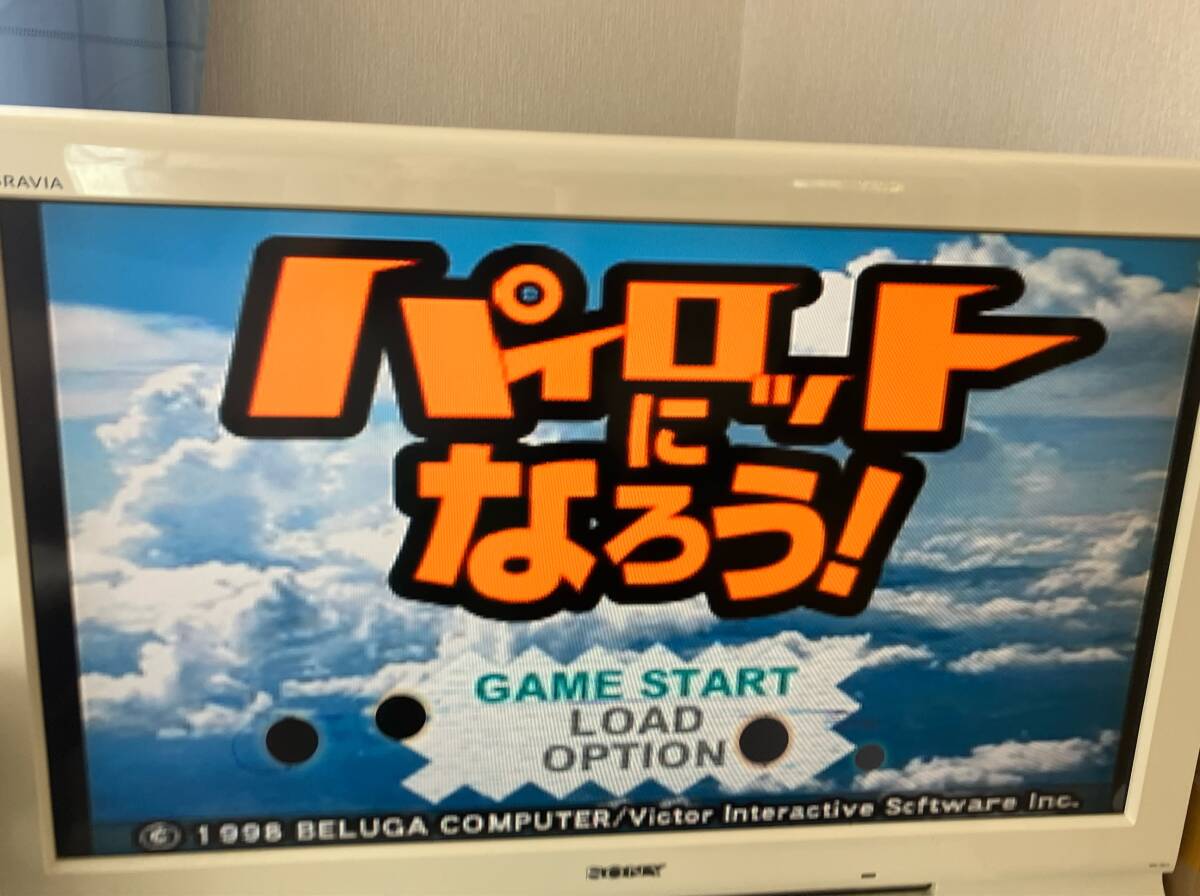 BRAVIA
パイロット
に
なろう!
GAME START
LOAD
OPTION
© 1998 BELUGA COMPUTER/Victor Interactive Software Inc.
SONY